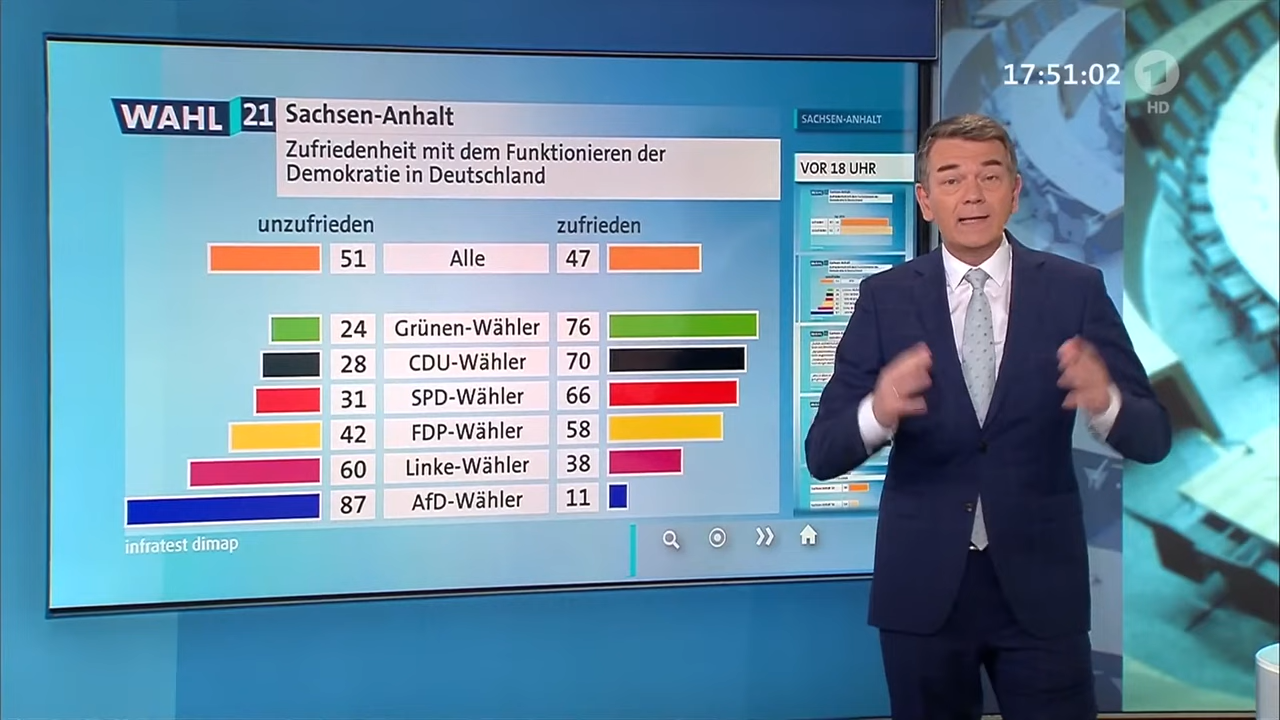 17:51:02
HD
WAHL 21
Sachsen-Anhalt
Zufriedenheit mit dem Funktionieren der
Demokratie in Deutschland
SACHSEN-ANHALT
VOR 18 UHR
unzufrieden zufrieden
51 Alle 47
24 Grünen-Wähler 76
28 CDU-Wähler 70
31 SPD-Wähler 66
42 FDP-Wähler 58
60 Linke-Wähler 38
87 AfD-Wähler 11
infratest dimap